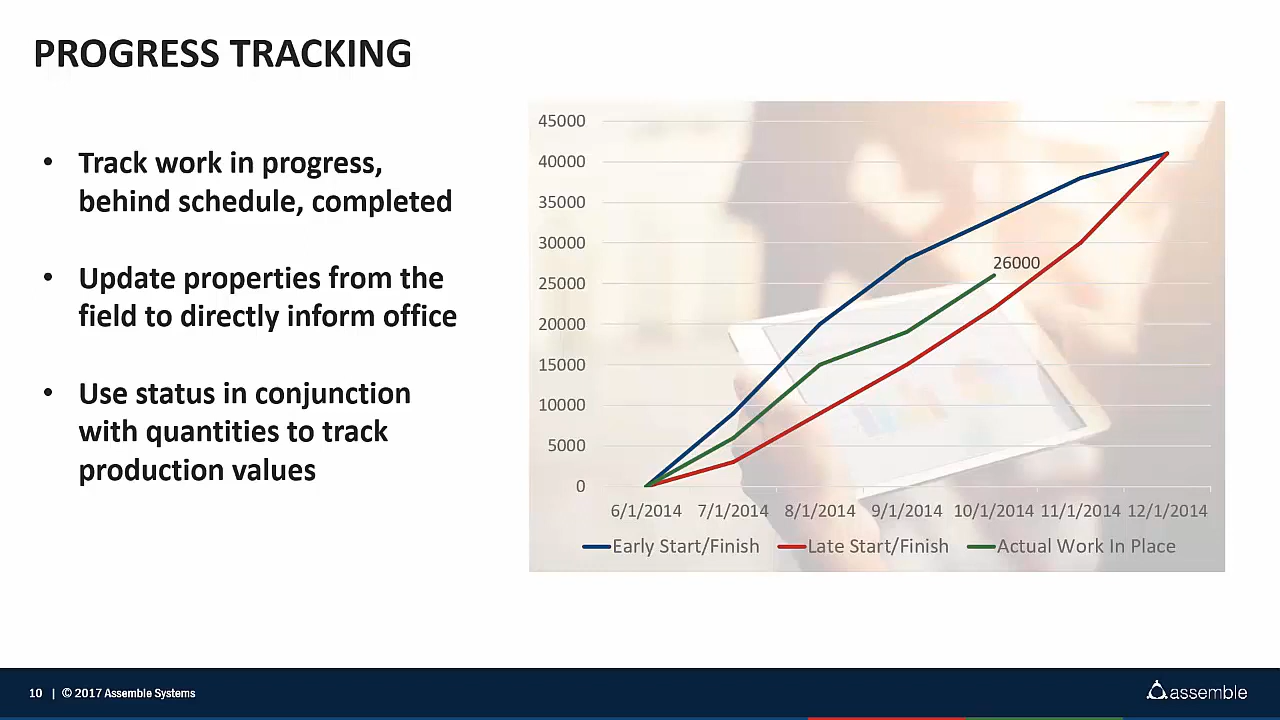 PROGRESS TRACKING
• Track work in progress,
behind schedule, completed
• Update properties from the
field to directly inform office
• Use status in conjunction
with quantities to track
production values
45000
40000
35000
30000
25000
20000
15000
10000
5000
0
26000
6/1/2014 7/1/2014 8/1/2014 9/1/2014 10/1/2014 11/1/2014 12/1/2014
Early Start/Finish Late Start/Finish Actual Work In Place
10 | © 2017 Assemble Systems
assemble